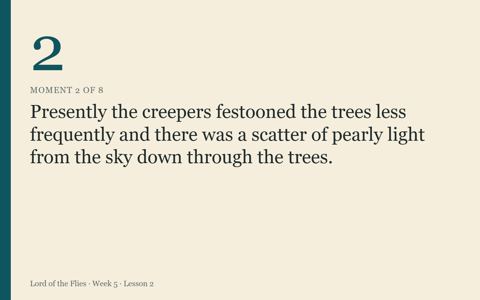 2
MOMENT 2 OF 8
Presently the creepers festooned the trees less
frequently and there was a scatter of pearly light
from the sky down through the trees.
Lord of the Flies · Week 5 · Lesson 2